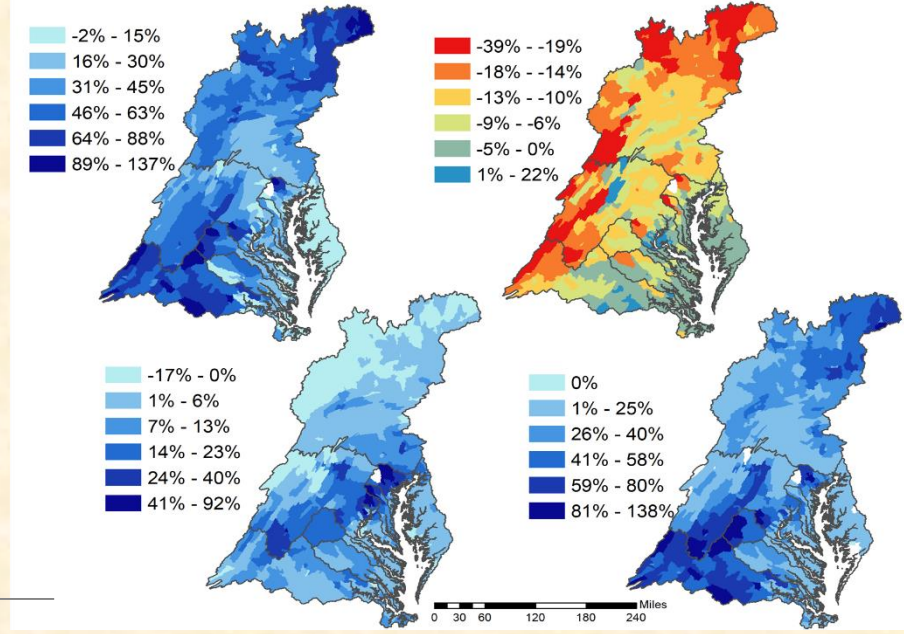 -2% - 15%
16% - 30%
31% - 45%
46% - 63%
64% - 88%
89% - 137%
-39% - -19%
-18% - -14%
-13% - -10%
-9% - -6%
-5% - 0%
1% - 22%
-17% - 0%
1% - 6%
7% - 13%
14% - 23%
24% - 40%
41% - 92%
0%
1% - 25%
26% - 40%
41% - 58%
59% - 80%
81% - 138%
Miles
0 30 60 120 180 240